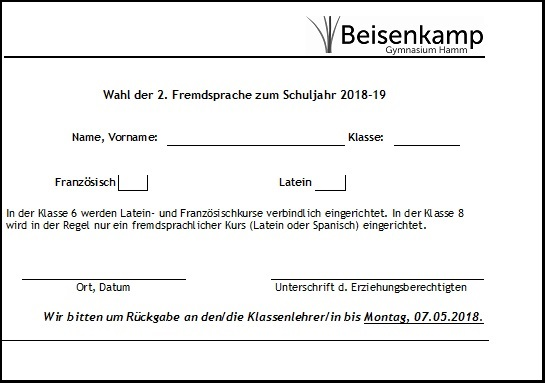 Beisenkamp
Gymnasium Hamm
Wahl der 2. Fremdsprache zum Schuljahr 2018-19
Name, Vorname: Klasse:
Französisch Latein
In der Klasse 6 werden Latein- und Französischkurse verbindlich eingerichtet. In der Klasse 8
wird in der Regel nur ein fremdsprachlicher Kurs (Latein oder Spanisch) eingerichtet.
Ort, Datum Unterschrift d. Erziehungsberechtigten
Wir bitten um Rückgabe an den/die Klassenlehrer/in bis Montag, 07.05.2018.